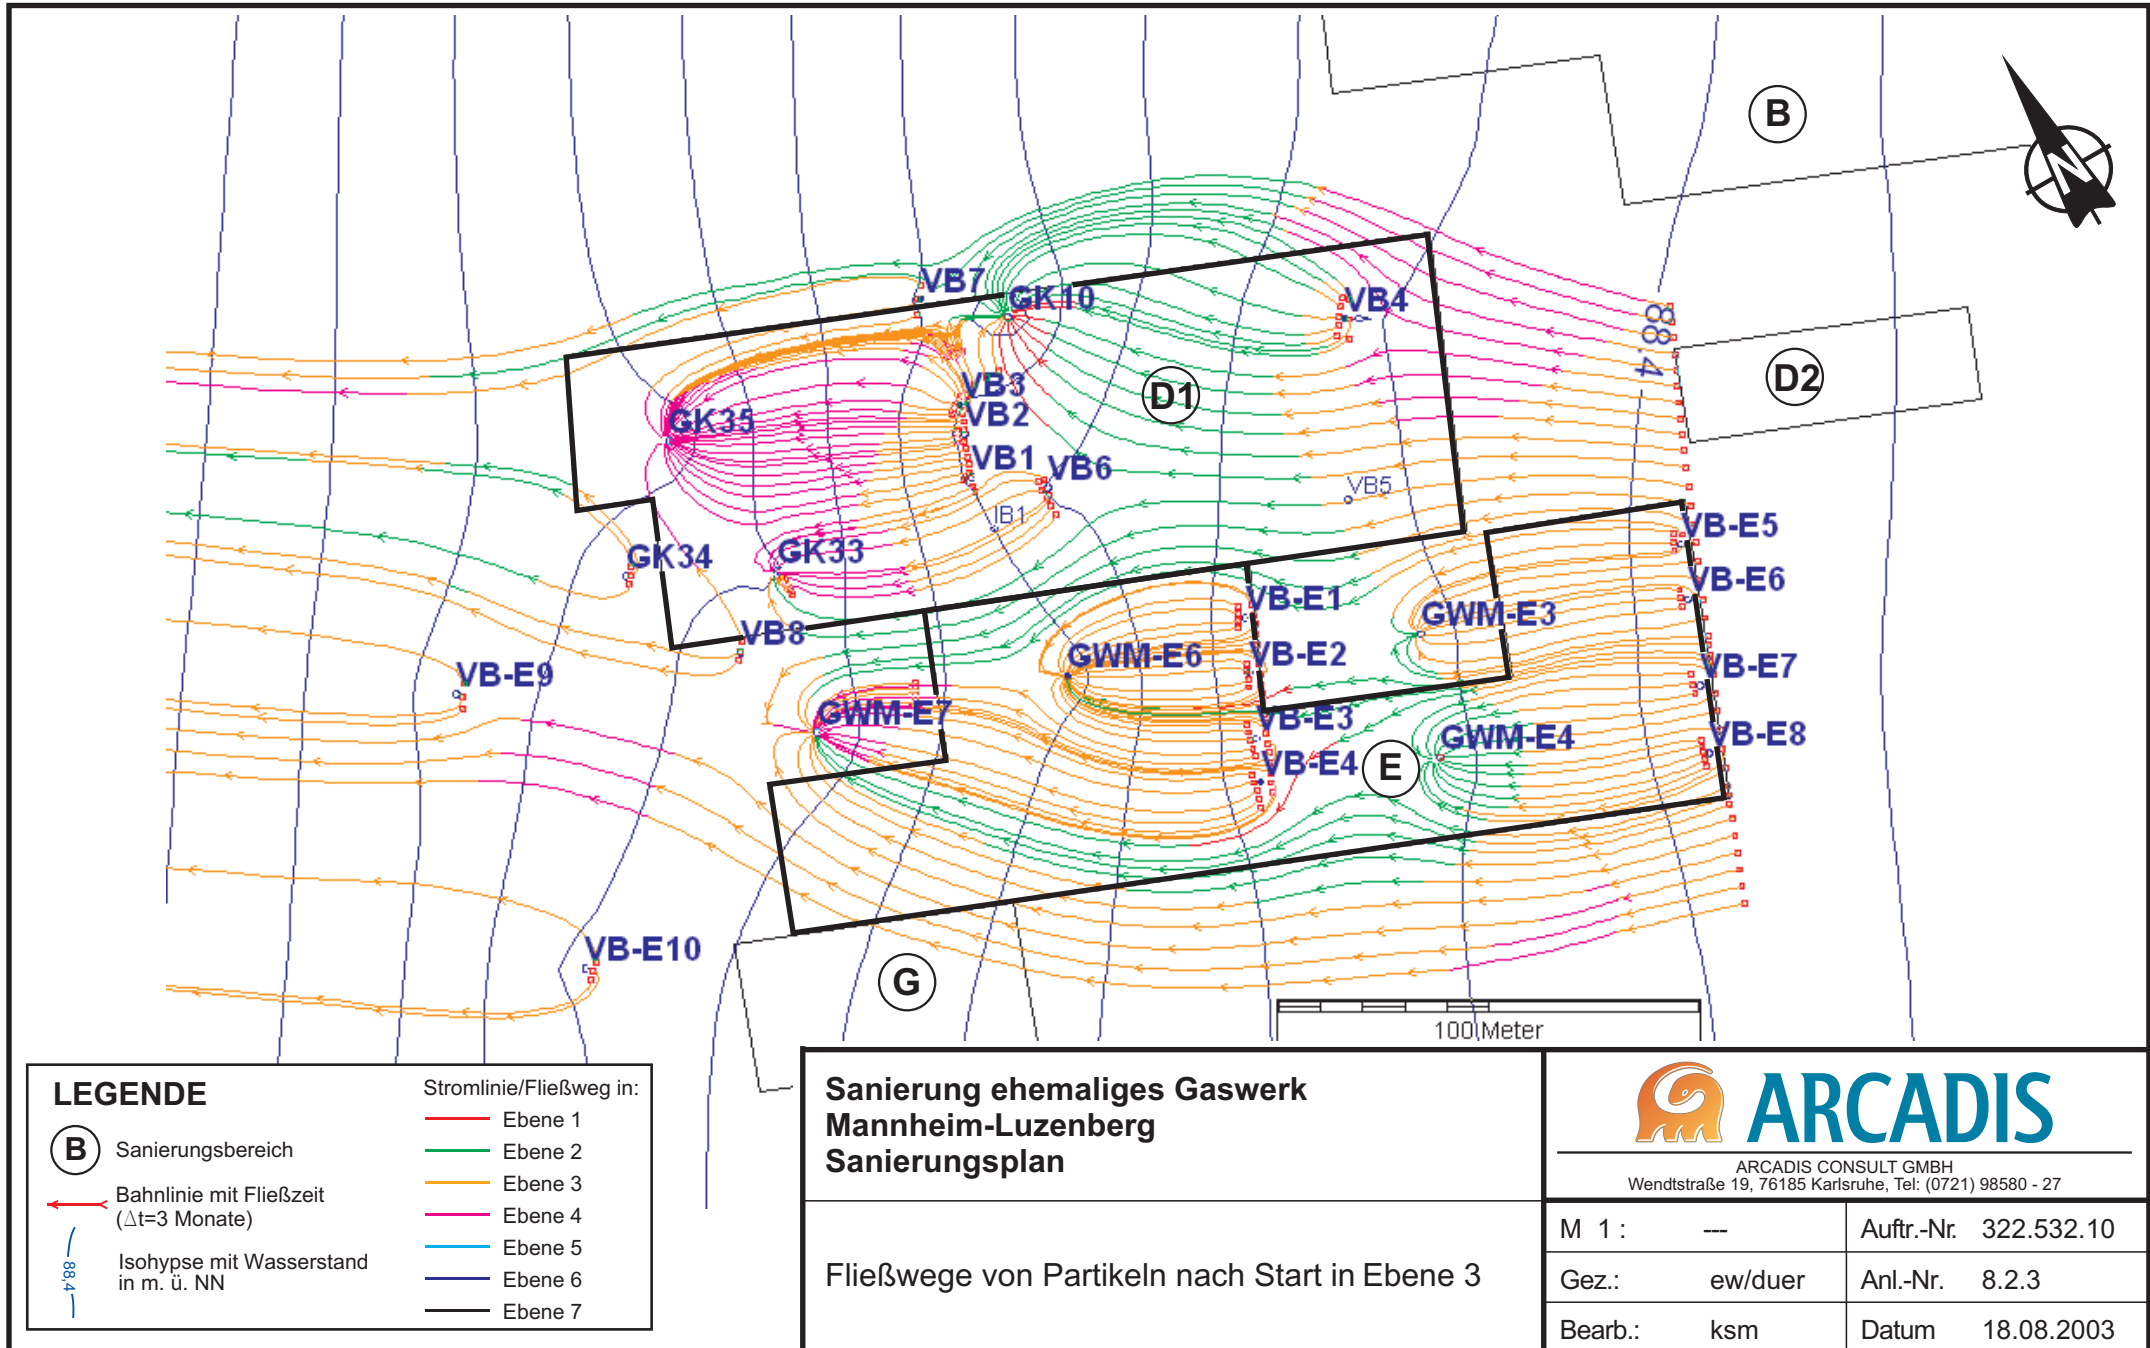 B
VB7
GK10
VB4
88.4
D2
D1
VB3
VB2
GK35
VB1
VB6
VB5
IB1
VB-E5
GK34
GK33
VB-E6
VB-E1
GWM-E3
VB8
VB-E2
GWM-E6
VB-E7
VB-E9
GWM-E7
VB-E3
GWM-E4
VB-E8
VB-E4
E
VB-E10
G
100 Meter
LEGENDE
B Sanierungsbereich
Bahnlinie mit Fließzeit
(Δt=3 Monate)
88,4
Isohypse mit Wasserstand
in m. ü. NN
Stromlinie/Fließweg in:
Ebene 1
Ebene 2
Ebene 3
Ebene 4
Ebene 5
Ebene 6
Ebene 7
Sanierung ehemaliges Gaswerk
Mannheim-Luzenberg
Sanierungsplan
Fließwege von Partikeln nach Start in Ebene 3
ARCADIS
ARCADIS CONSULT GMBH
Wendtstraße 19, 76185 Karlsruhe, Tel: (0721) 98580 - 27
M 1 : --- Auftr.-Nr. 322.532.10
Gez.: ew/duer Anl.-Nr. 8.2.3
Bearb.: ksm Datum 18.08.2003